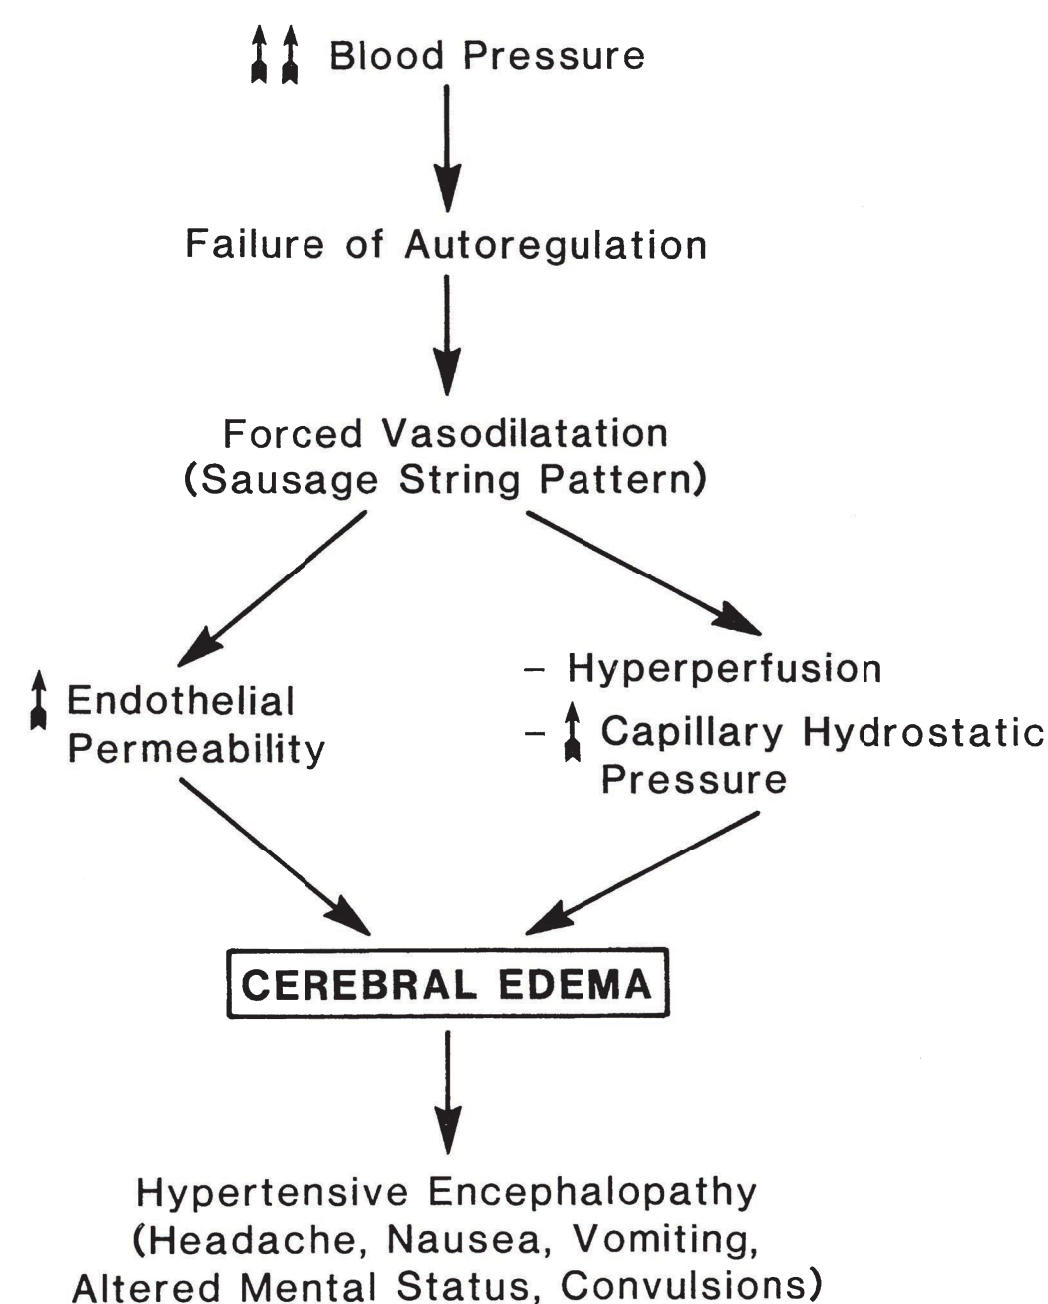 Blood Pressure
Failure of Autoregulation
Forced Vasodilatation
(Sausage String Pattern)
Endothelial
Permeability
– Hyperperfusion
– Capillary Hydrostatic
Pressure
CEREBRAL EDEMA
Hypertensive Encephalopathy
(Headache, Nausea, Vomiting,
Altered Mental Status, Convulsions)